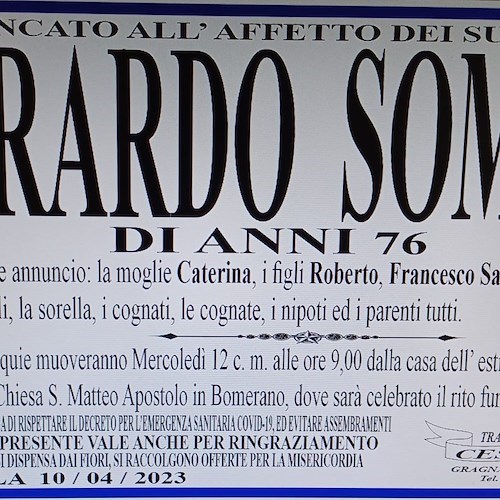 NCATO ALL' AFFETTO DEI SU
RARDO SOM
DI ANNI 76
e annuncio: la moglie Caterina, i figli Roberto, Francesco Sa
li, la sorella, i cognati, le cognate, i nipoti ed i parenti tutti.
quie muoveranno Mercoledì 12 c. m. alle ore 9,00 dalla casa dell' esti
Chiesa S. Matteo Apostolo in Bomerano, dove sarà celebrato il rito fun
A DI RISPETTARE IL DECRETO PER L'EMERGENZA SANITARIA COVID-19, ED EVITARE ASSEMBRAMENTI
PRESENTE VALE ANCHE PER RINGRAZIAMENTO
SI DISPENSA DAI FIORI, SI RACCOLGONO OFFERTE PER LA MISERICORDIA
LA 10 / 04 / 2023
TRA
CES
GRAGNA
Tel.